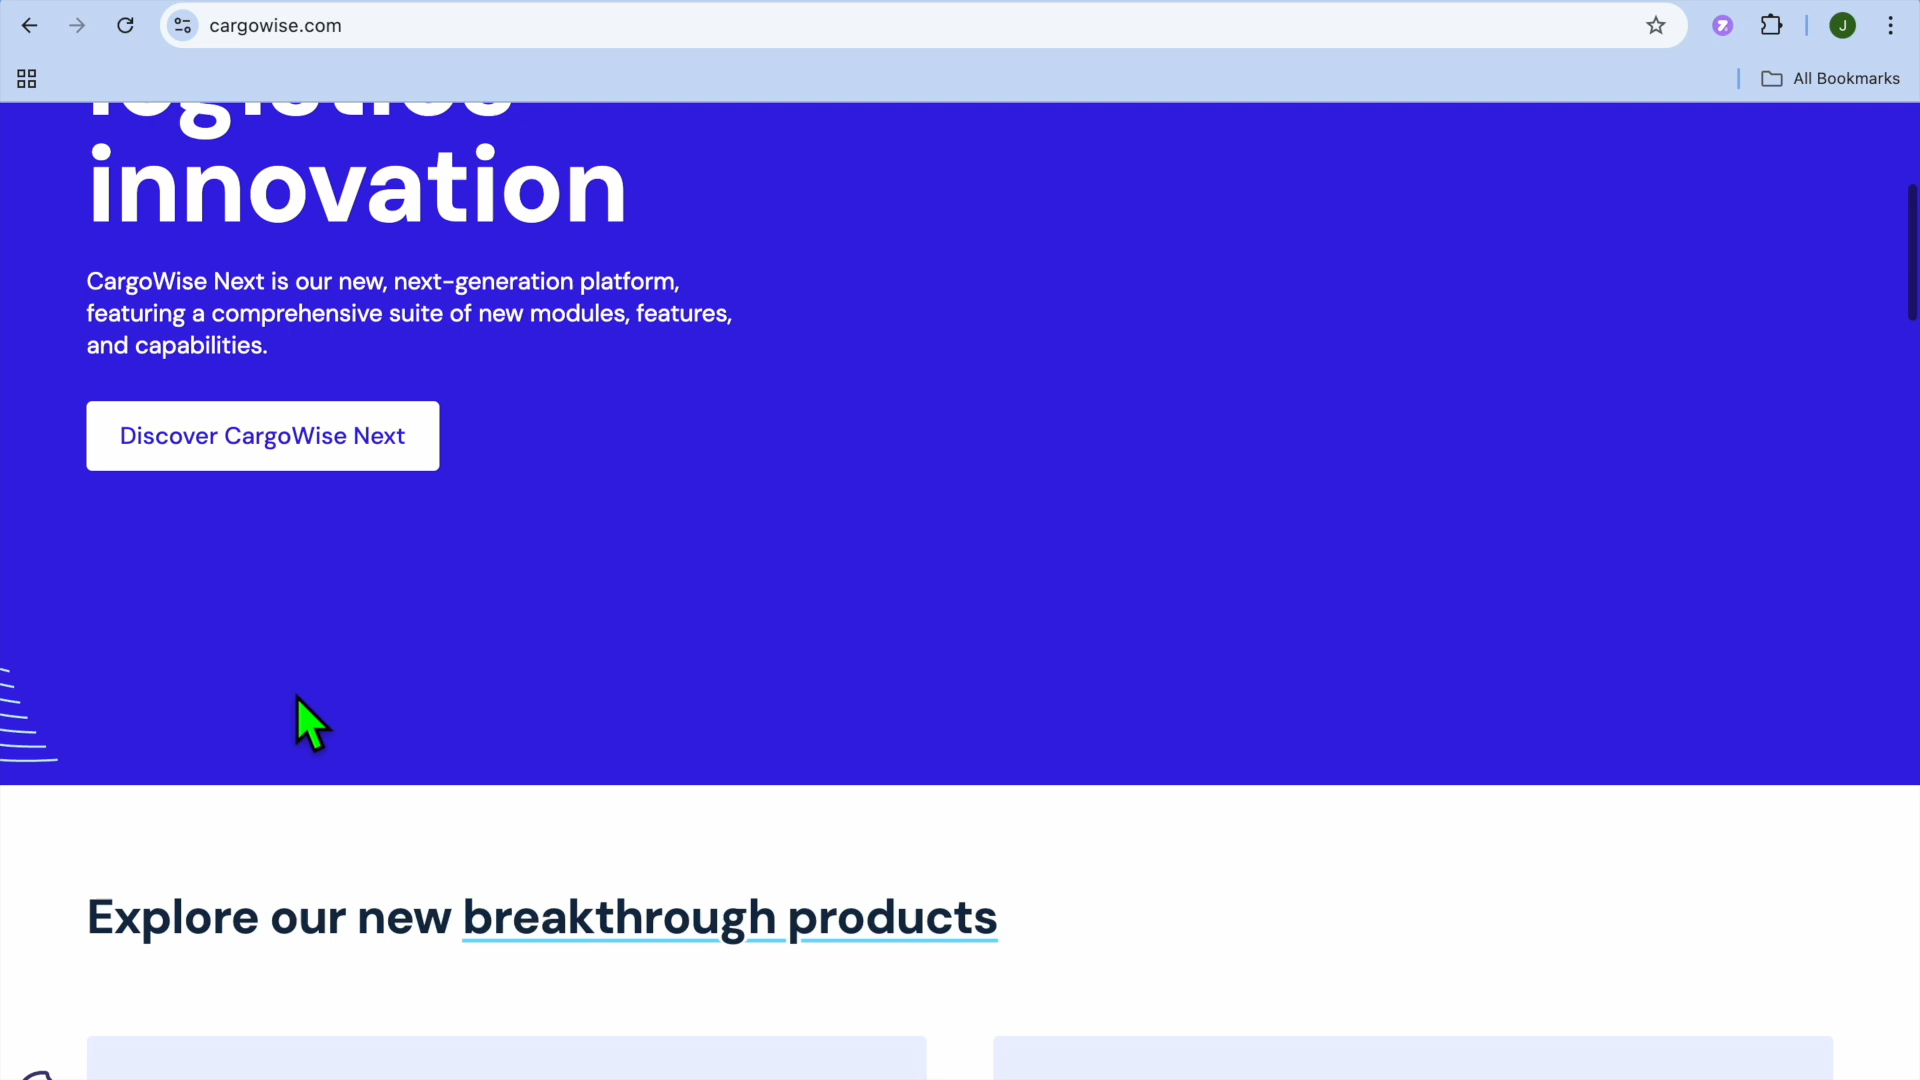 cargowise.com
J
All Bookmarks
logistics
innovation
CargoWise Next is our new, next-generation platform,
featuring a comprehensive suite of new modules, features,
and capabilities.
Discover CargoWise Next
Explore our new breakthrough products